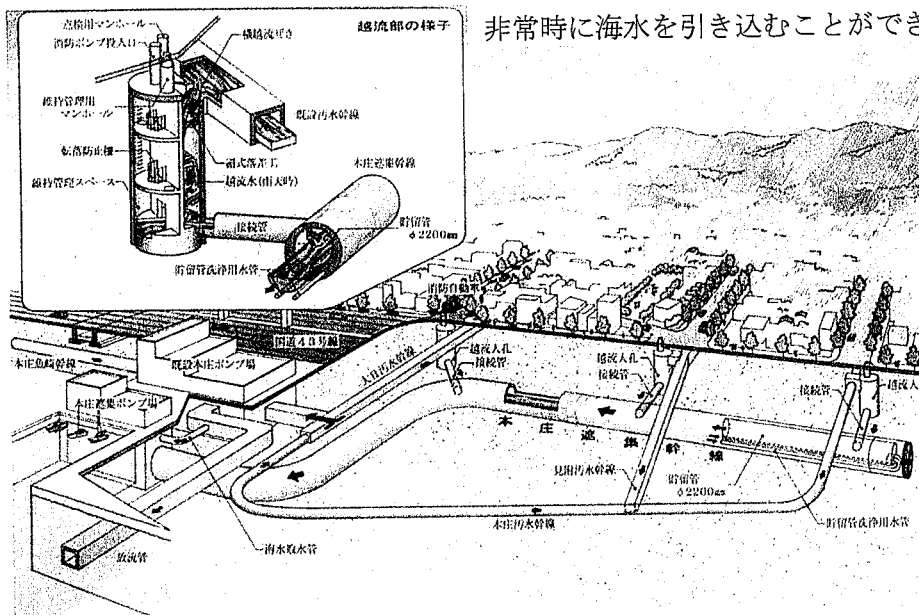 非常時に海水を引き込むことができ
越流部の様子
点検用マンホール
消防ポンプ投入口
横越流ぜき
維持管理用
マンホール
既設汚水幹線
転落防止柵
維持管理スペース
越流水(雨天時)
本庄遮集幹線
接続管
貯留管
φ2200㎜
貯留管洗浄用水管
消防自動車
国道43号線
本庄魚崎幹線
既設本庄ポンプ場
大日汚水幹線
越流人孔
接続管
越流人孔
接続管
接続管
越流人
本庄遮集ポンプ場
本庄遮集幹線
見附汚水幹線
貯留管
φ2200㎜
貯留管洗浄用水管
本庄汚水幹線
海水取水管
放流管